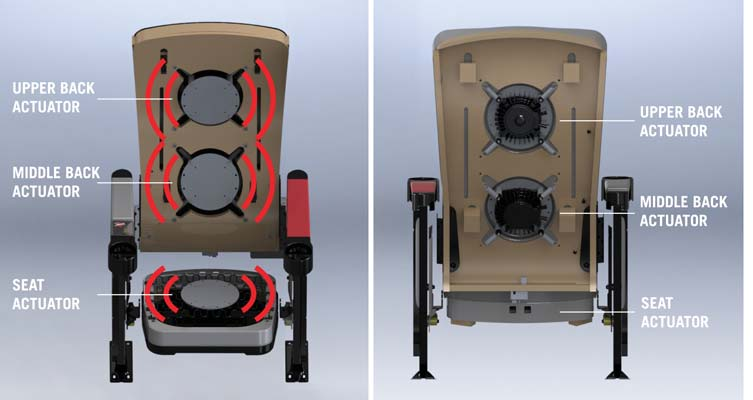 UPPER BACK
ACTUATOR
MIDDLE BACK
ACTUATOR
SEAT
ACTUATOR
UPPER BACK
ACTUATOR
MIDDLE BACK
ACTUATOR
SEAT
ACTUATOR